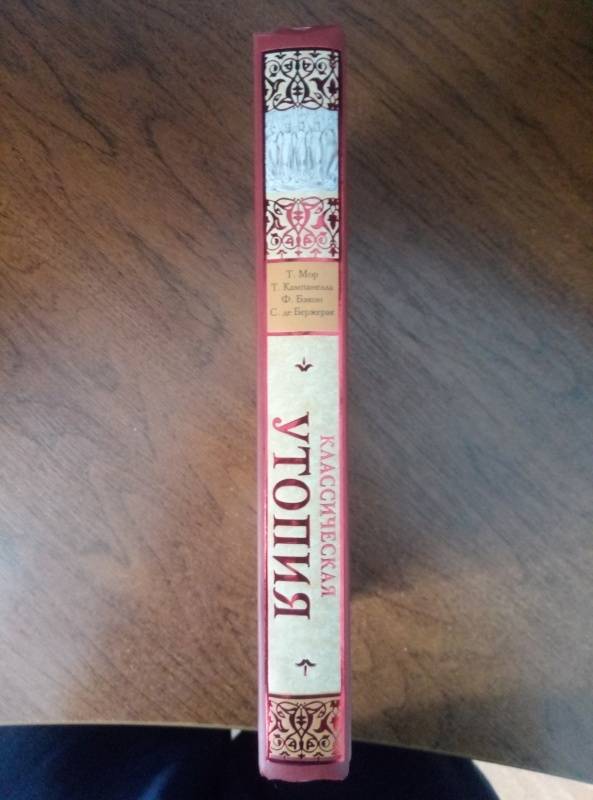 Т. Мор
Т. Кампанелла
Ф. Бэкон
С. де Бержерак
КЛАССИЧЕСКАЯ
УТОПИЯ